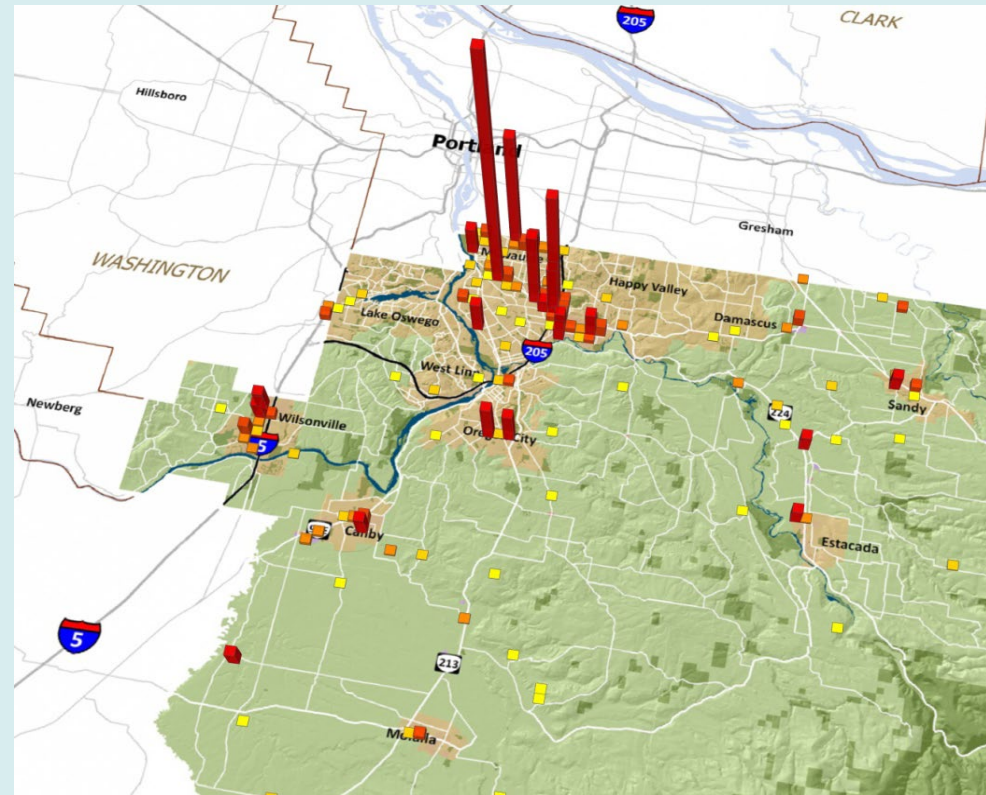 205
CLARK
Hillsboro
Portland
Gresham
WASHINGTON
Happy Valley
Damascus
Lake Oswego
205
West Linn
Sandy
224
Newberg
Wilsonville
Oregon City
5
Canby
Estacada
5
213
Molalla